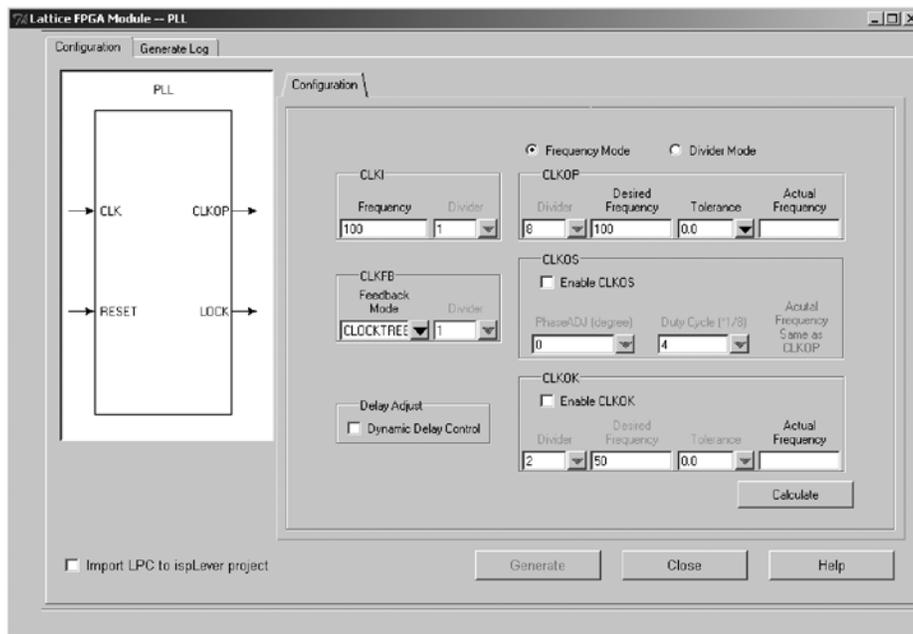 Lattice FPGA Module -- PLL
Configuration
Generate Log
PLL
CLK
CLKOP
RESET
LOCK
Configuration
Frequency Mode
Divider Mode
CLKI
Frequency
Divider
100
1
CLKOP
Divider
Desired Frequency
Tolerance
Actual Frequency
8
100
0.0
CLKFB
Feedback Mode
Divider
CLOCKTREE
1
CLKOS
Enable CLKOS
PhaseADJ (degree)
Duty Cycle (*1/8)
Acutal Frequency Same as CLKOP
0
4
Delay Adjust
Dynamic Delay Control
CLKOK
Enable CLKOK
Divider
Desired Frequency
Tolerance
Actual Frequency
2
50
0.0
Calculate
Import LPC to ispLever project
Generate
Close
Help